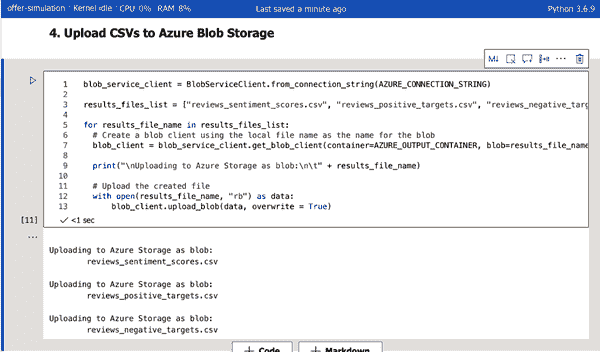 offer-simulation · Kernel idle · CPU 0% RAM 8% Last saved a minute ago Python 3.6.9
4. Upload CSVs to Azure Blob Storage
M↓
1 blob_service_client = BlobServiceClient.from_connection_string(AZURE_CONNECTION_STRING)
2
3 results_files_list = ["reviews_sentiment_scores.csv", "reviews_positive_targets.csv", "reviews_negative_targ
4
5 for results_file_name in results_files_list:
6 # Create a blob client using the local file name as the name for the blob
7 blob_client = blob_service_client.get_blob_client(container=AZURE_OUTPUT_CONTAINER, blob=results_file_name
8
9 print("\nUploading to Azure Storage as blob:\n\t" + results_file_name)
10
11 # Upload the created file
12 with open(results_file_name, "rb") as data:
13 blob_client.upload_blob(data, overwrite = True)
[11] ✓ <1 sec
...
Uploading to Azure Storage as blob:
reviews_sentiment_scores.csv
Uploading to Azure Storage as blob:
reviews_positive_targets.csv
Uploading to Azure Storage as blob:
reviews_negative_targets.csv
+ Code + Markdown